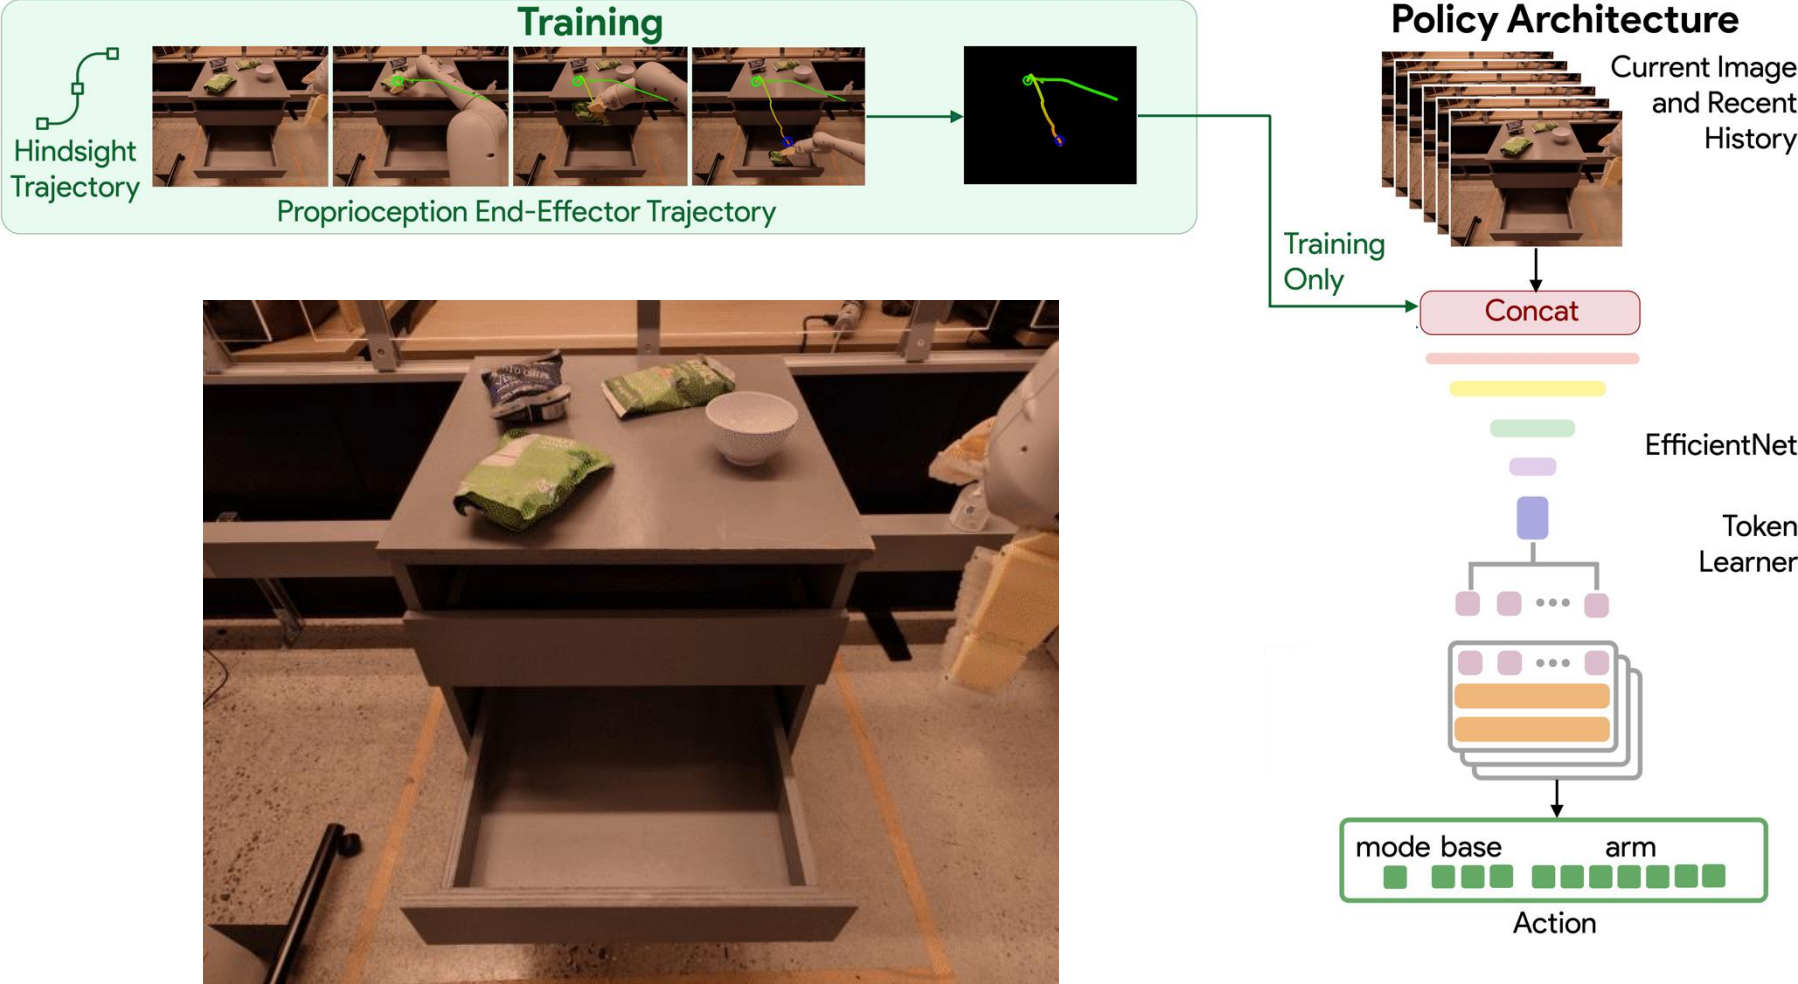 Training
Hindsight
Trajectory
Proprioception End-Effector Trajectory
Policy Architecture
Current Image
and Recent
History
Training
Only
Concat
EfficientNet
Token
Learner
mode base arm
Action